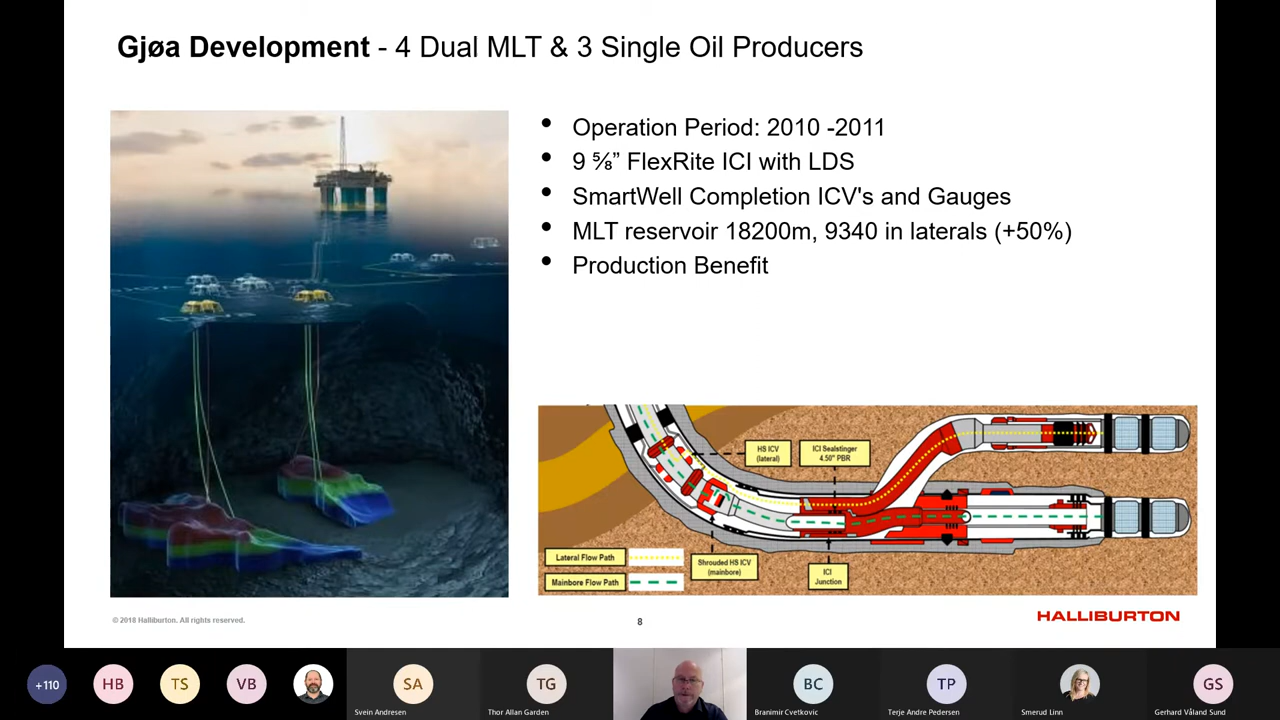 Gjøa Development - 4 Dual MLT & 3 Single Oil Producers
• Operation Period: 2010 -2011
• 9 ⅝” FlexRite ICI with LDS
• SmartWell Completion ICV's and Gauges
• MLT reservoir 18200m, 9340 in laterals (+50%)
• Production Benefit
HS ICV
(lateral)
ICI Sealstinger
4.50" PBR
Lateral Flow Path
Mainbore Flow Path
Shrouded HS ICV
(mainbore)
ICI
Junction
© 2018 Halliburton. All rights reserved.
8
HALLIBURTON
+110
HB
TS
VB
SA
Svein Andresen
TG
Thor Allan Garden
BC
Branimir Cvetkovic
TP
Terje Andre Pedersen
Smerud Linn
GS
Gerhard Våland Sund